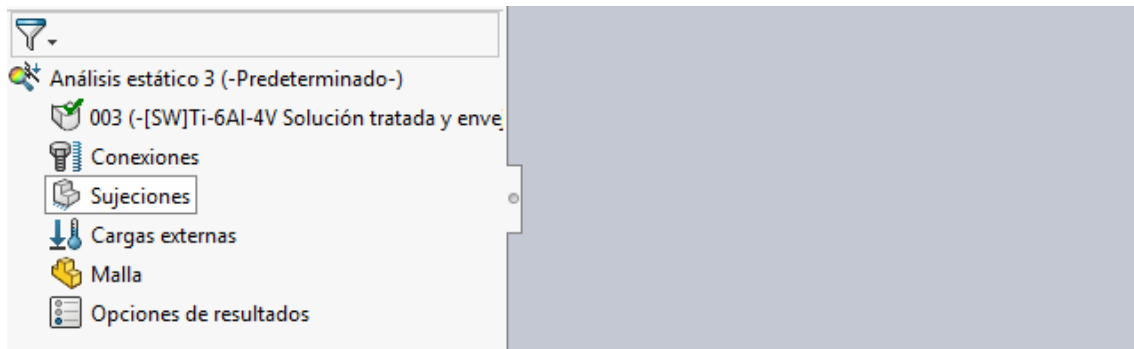 Análisis estático 3 (-Predeterminado-)
003 (-[SW]Ti-6Al-4V Solución tratada y enve
Conexiones
Sujeciones
Cargas externas
Malla
Opciones de resultados